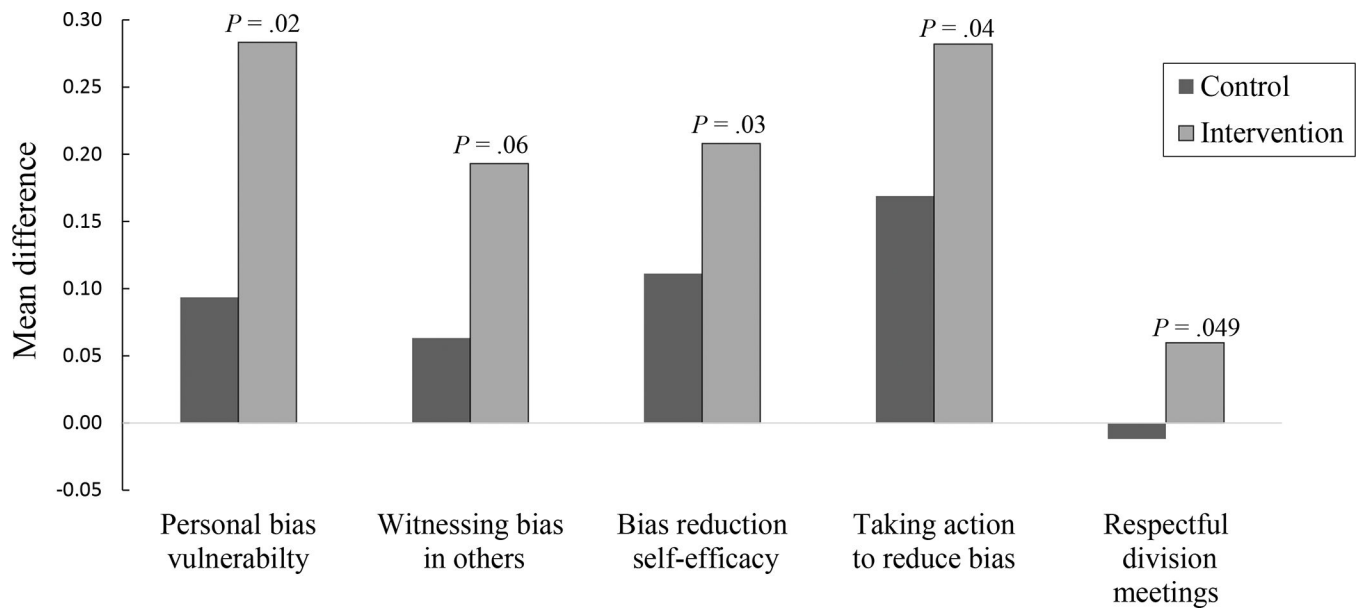 Mean difference
0.30
0.25
0.20
0.15
0.10
0.05
0.00
-0.05
P = .02
P = .06
P = .03
P = .04
P = .049
Control
Intervention
Personal bias
vulnerabilty
Witnessing bias
in others
Bias reduction
self-efficacy
Taking action
to reduce bias
Respectful
division
meetings